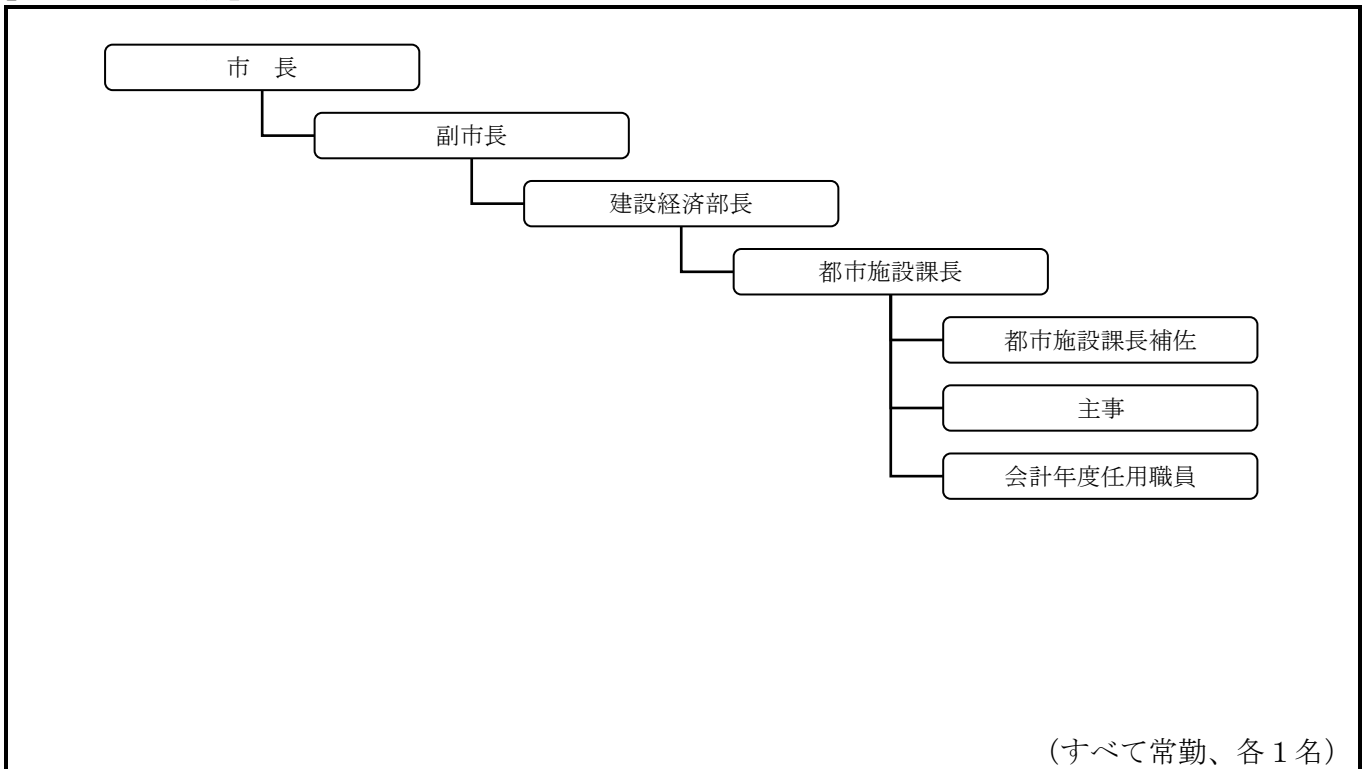 市　長
副市長
建設経済部長
都市施設課長
都市施設課長補佐
主事
会計年度任用職員
（すべて常勤、各１名）